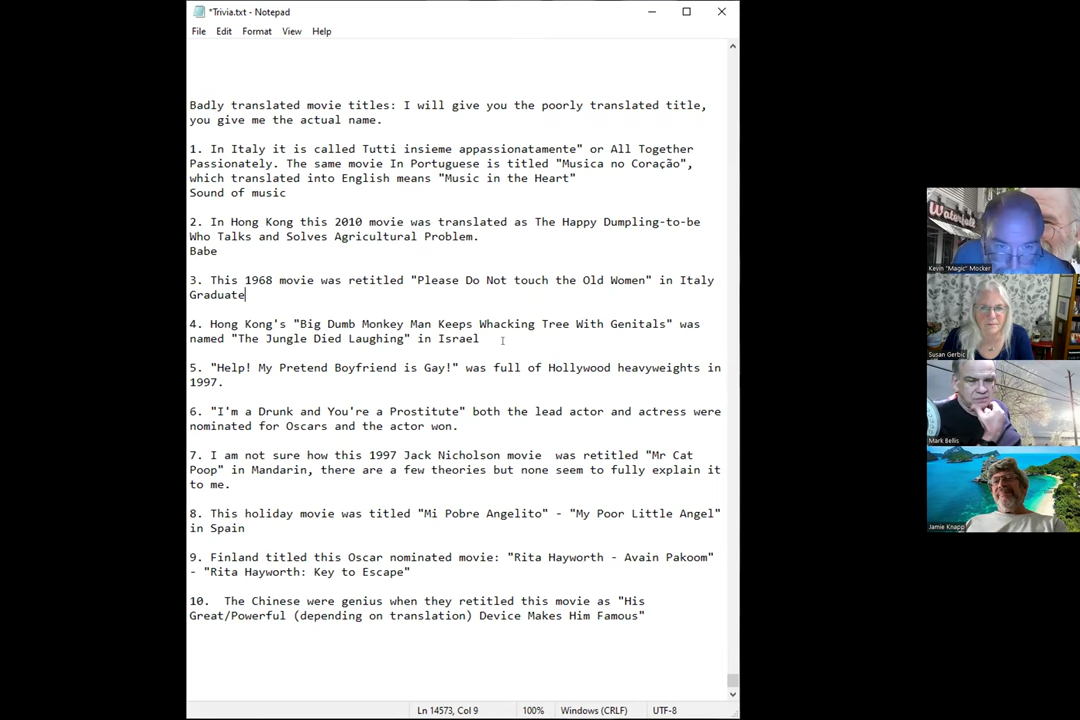 *Trivia.txt - Notepad
File Edit Format View Help
Badly translated movie titles: I will give you the poorly translated title,
you give me the actual name.
1. In Italy it is called Tutti insieme appassionatamente" or All Together
Passionately. The same movie In Portuguese is titled "Musica no Coração",
which translated into English means "Music in the Heart"
Sound of music
2. In Hong Kong this 2010 movie was translated as The Happy Dumpling-to-be
Who Talks and Solves Agricultural Problem.
Babe
3. This 1968 movie was retitled "Please Do Not touch the Old Women" in Italy
Graduate
4. Hong Kong's "Big Dumb Monkey Man Keeps Whacking Tree With Genitals" was
named "The Jungle Died Laughing" in Israel
5. "Help! My Pretend Boyfriend is Gay!" was full of Hollywood heavyweights in
1997.
6. "I'm a Drunk and You're a Prostitute" both the lead actor and actress were
nominated for Oscars and the actor won.
7. I am not sure how this 1997 Jack Nicholson movie  was retitled "Mr Cat
Poop" in Mandarin, there are a few theories but none seem to fully explain it
to me.
8. This holiday movie was titled "Mi Pobre Angelito" - "My Poor Little Angel"
in Spain
9. Finland titled this Oscar nominated movie: "Rita Hayworth - Avain Pakoom"
- "Rita Hayworth: Key to Escape"
10.  The Chinese were genius when they retitled this movie as "His
Great/Powerful (depending on translation) Device Makes Him Famous"
Ln 14573, Col 9 100% Windows (CRLF) UTF-8
Waterfall
Kevin "Magic" Mocker
Susan Gerbic
Mark Bellis
Jamie Knapp